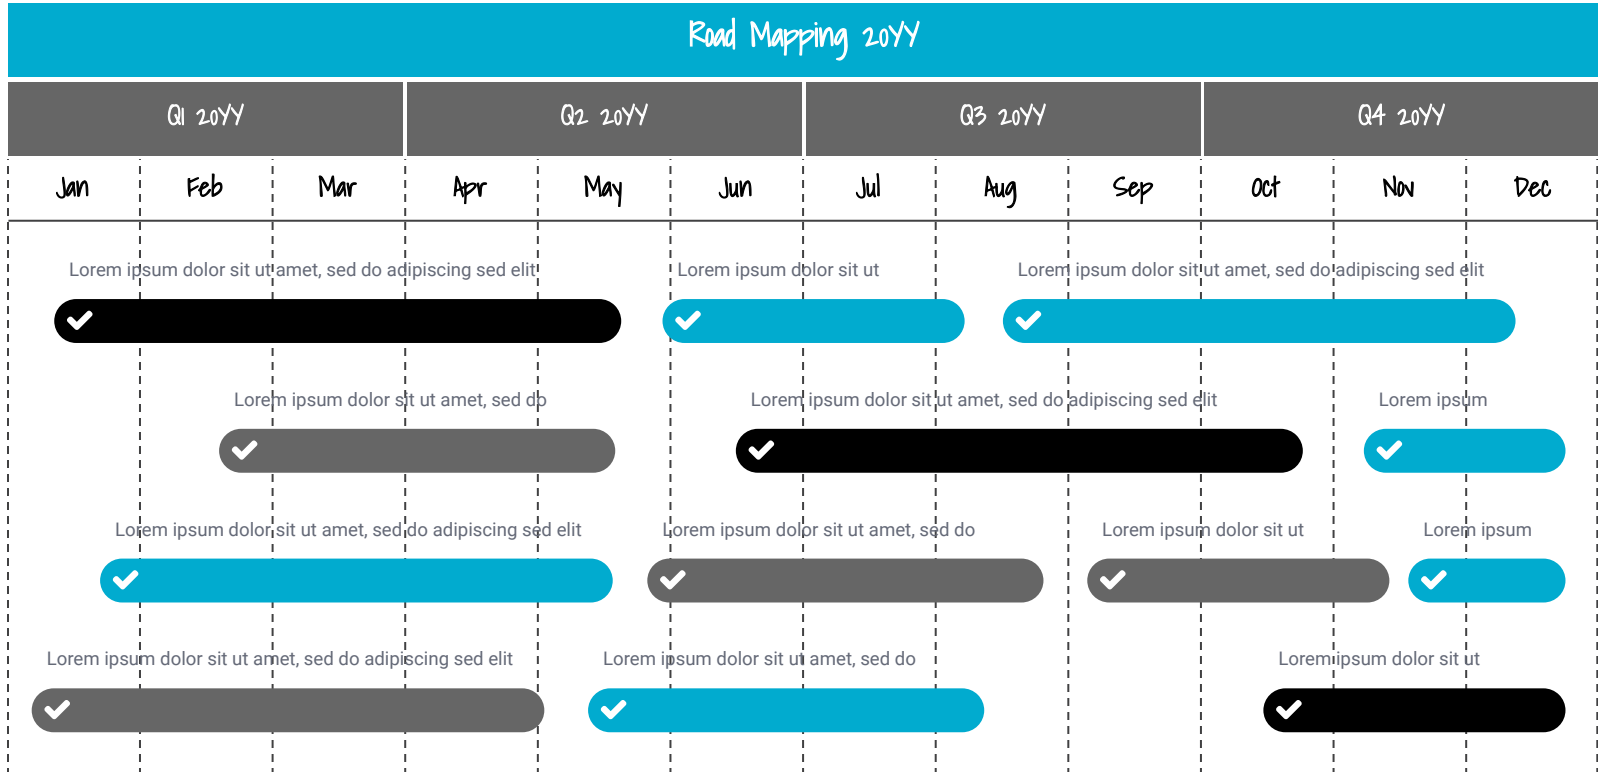 Road Mapping 20YY
Q1 20YY Q2 20YY Q3 20YY Q4 20YY
Jan Feb Mar Apr May Jun Jul Aug Sep Oct Nov Dec
Lorem ipsum dolor sit ut amet, sed do adipiscing sed elit Lorem ipsum dolor sit ut Lorem ipsum dolor sit ut amet, sed do adipiscing sed elit
Lorem ipsum dolor sit ut amet, sed do Lorem ipsum dolor sit ut amet, sed do adipiscing sed elit Lorem ipsum
Lorem ipsum dolor sit ut amet, sed do adipiscing sed elit Lorem ipsum dolor sit ut amet, sed do Lorem ipsum dolor sit ut Lorem ipsum
Lorem ipsum dolor sit ut amet, sed do adipiscing sed elit Lorem ipsum dolor sit ut amet, sed do Lorem ipsum dolor sit ut